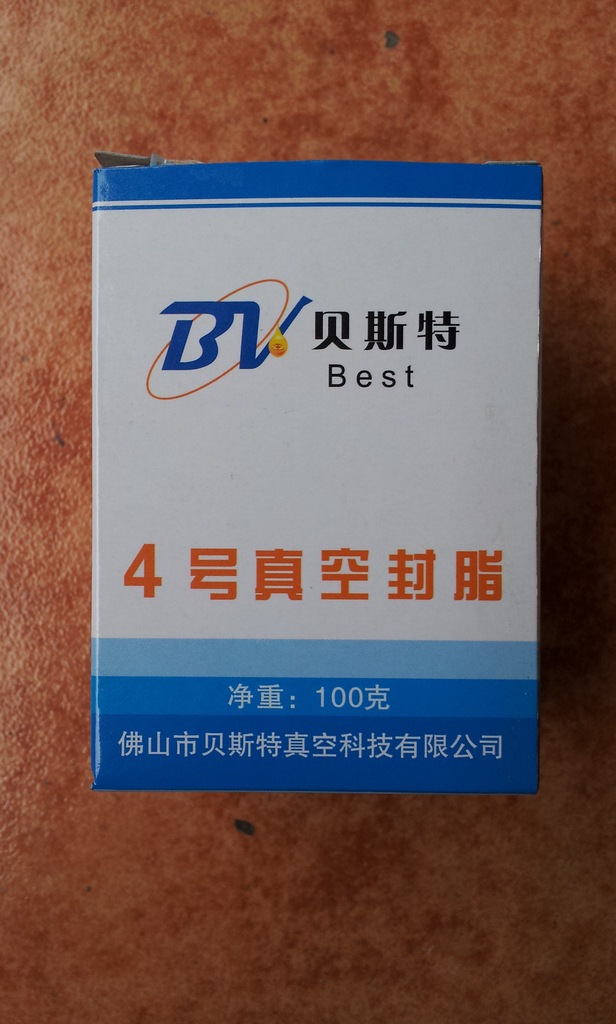 BV 贝斯特
Best
4号真空封脂
净重：100克
佛山市贝斯特真空科技有限公司